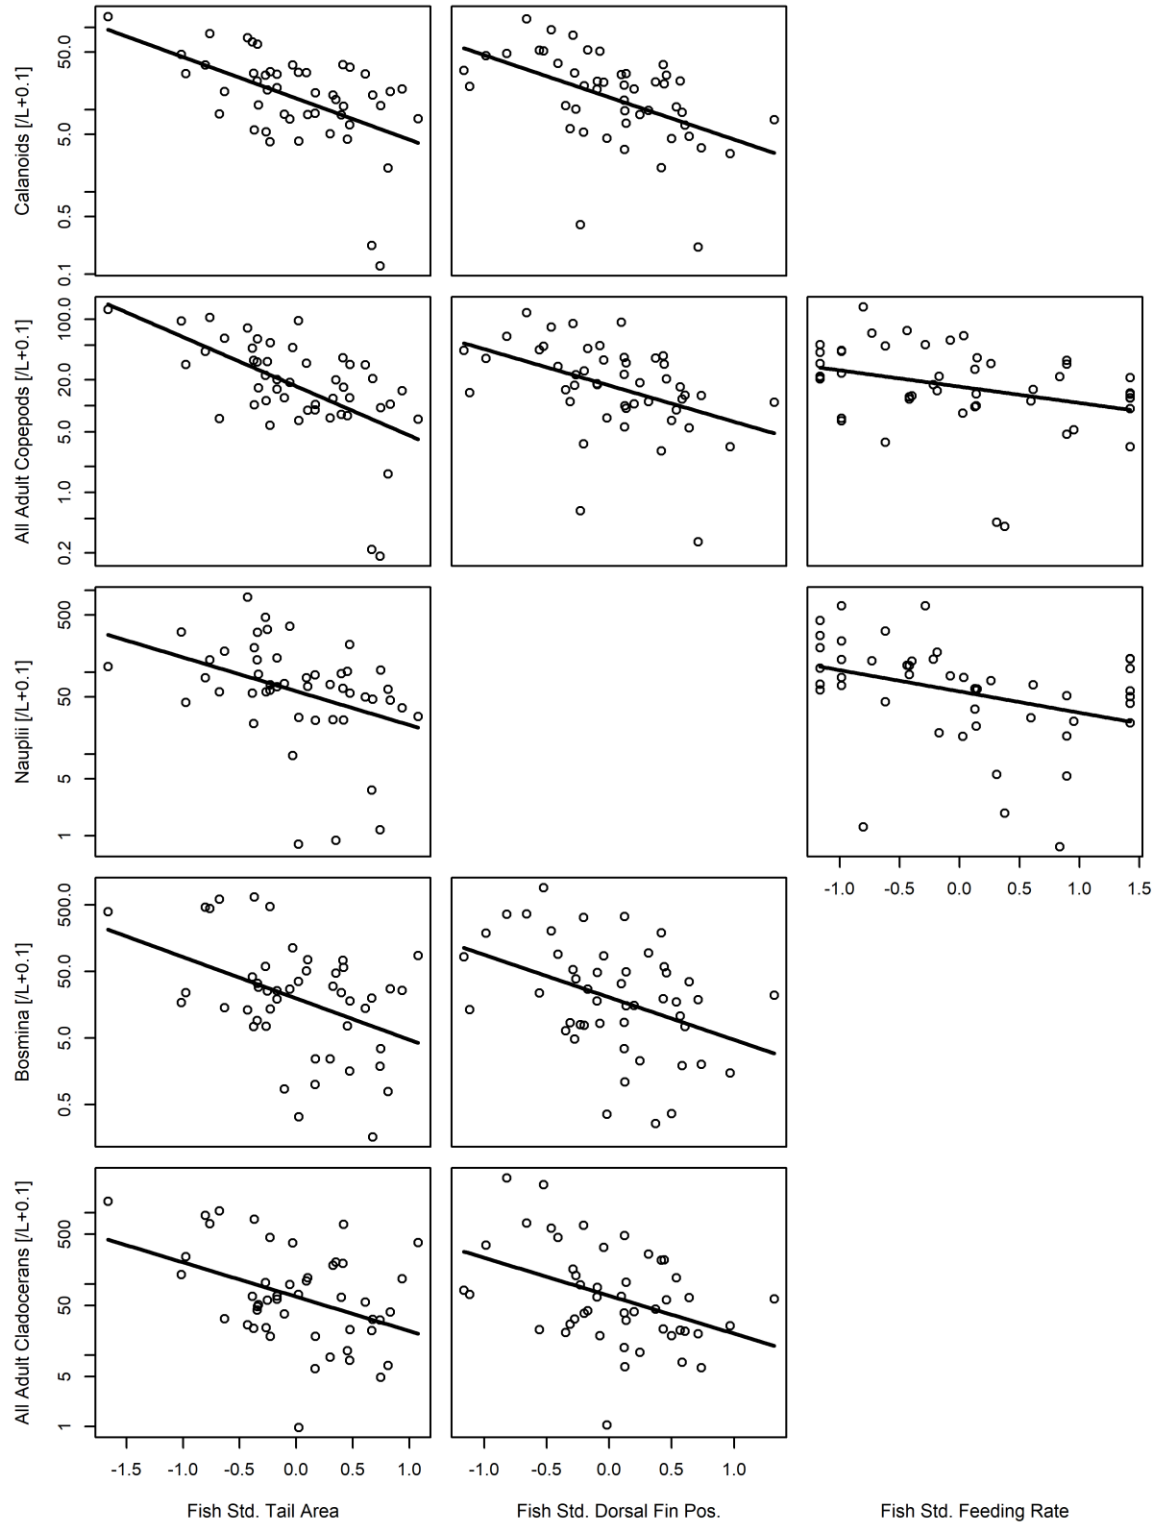 Calanoids [/L+0.1]
50.0
5.0
0.5
0.1
All Adult Copepods [/L+0.1]
100.0
20.0
5.0
1.0
0.2
Nauplii [/L+0.1]
500
50
5
1
-1.0 -0.5 0.0 0.5 1.0 1.5
Bosmina [/L+0.1]
500.0
50.0
5.0
0.5
All Adult Cladocerans [/L+0.1]
500
50
5
1
-1.5 -1.0 -0.5 0.0 0.5 1.0
-1.0 -0.5 0.0 0.5 1.0
Fish Std. Tail Area
Fish Std. Dorsal Fin Pos.
Fish Std. Feeding Rate